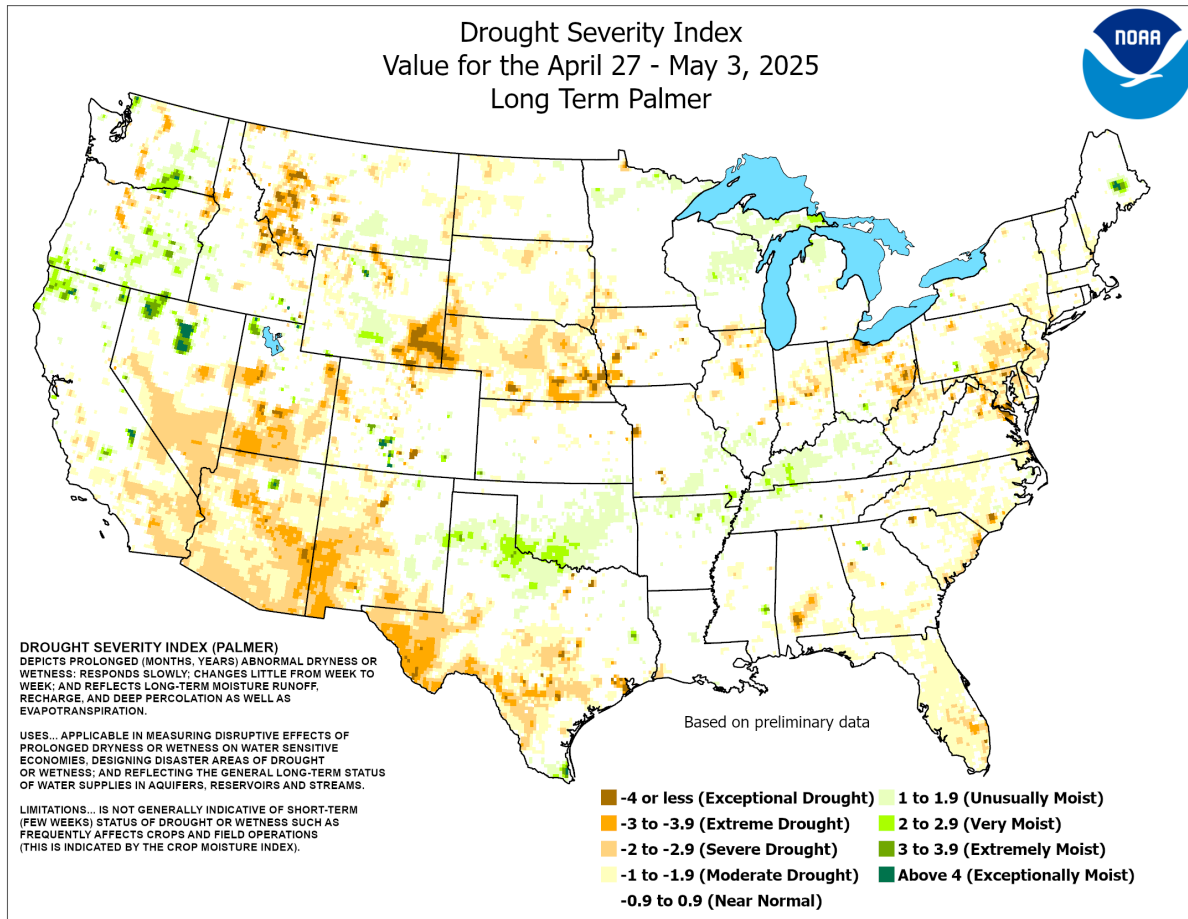 Drought Severity Index
Value for the April 27 - May 3, 2025
Long Term Palmer
NOAA
DROUGHT SEVERITY INDEX (PALMER)
DEPICTS PROLONGED (MONTHS, YEARS) ABNORMAL DRYNESS OR
WETNESS: RESPONDS SLOWLY; CHANGES LITTLE FROM WEEK TO
WEEK; AND REFLECTS LONG-TERM MOISTURE RUNOFF,
RECHARGE, AND DEEP PERCOLATION AS WELL AS
EVAPOTRANSPIRATION.
USES... APPLICABLE IN MEASURING DISRUPTIVE EFFECTS OF
PROLONGED DRYNESS OR WETNESS ON WATER SENSITIVE
ECONOMIES, DESIGNING DISASTER AREAS OF DROUGHT
OR WETNESS; AND REFLECTING THE GENERAL LONG-TERM STATUS
OF WATER SUPPLIES IN AQUIFERS, RESERVOIRS AND STREAMS.
LIMITATIONS... IS NOT GENERALLY INDICATIVE OF SHORT-TERM
(FEW WEEKS) STATUS OF DROUGHT OR WETNESS SUCH AS
FREQUENTLY AFFECTS CROPS AND FIELD OPERATIONS
(THIS IS INDICATED BY THE CROP MOISTURE INDEX).
Based on preliminary data
-4 or less (Exceptional Drought)
-3 to -3.9 (Extreme Drought)
-2 to -2.9 (Severe Drought)
-1 to -1.9 (Moderate Drought)
-0.9 to 0.9 (Near Normal)
1 to 1.9 (Unusually Moist)
2 to 2.9 (Very Moist)
3 to 3.9 (Extremely Moist)
Above 4 (Exceptionally Moist)